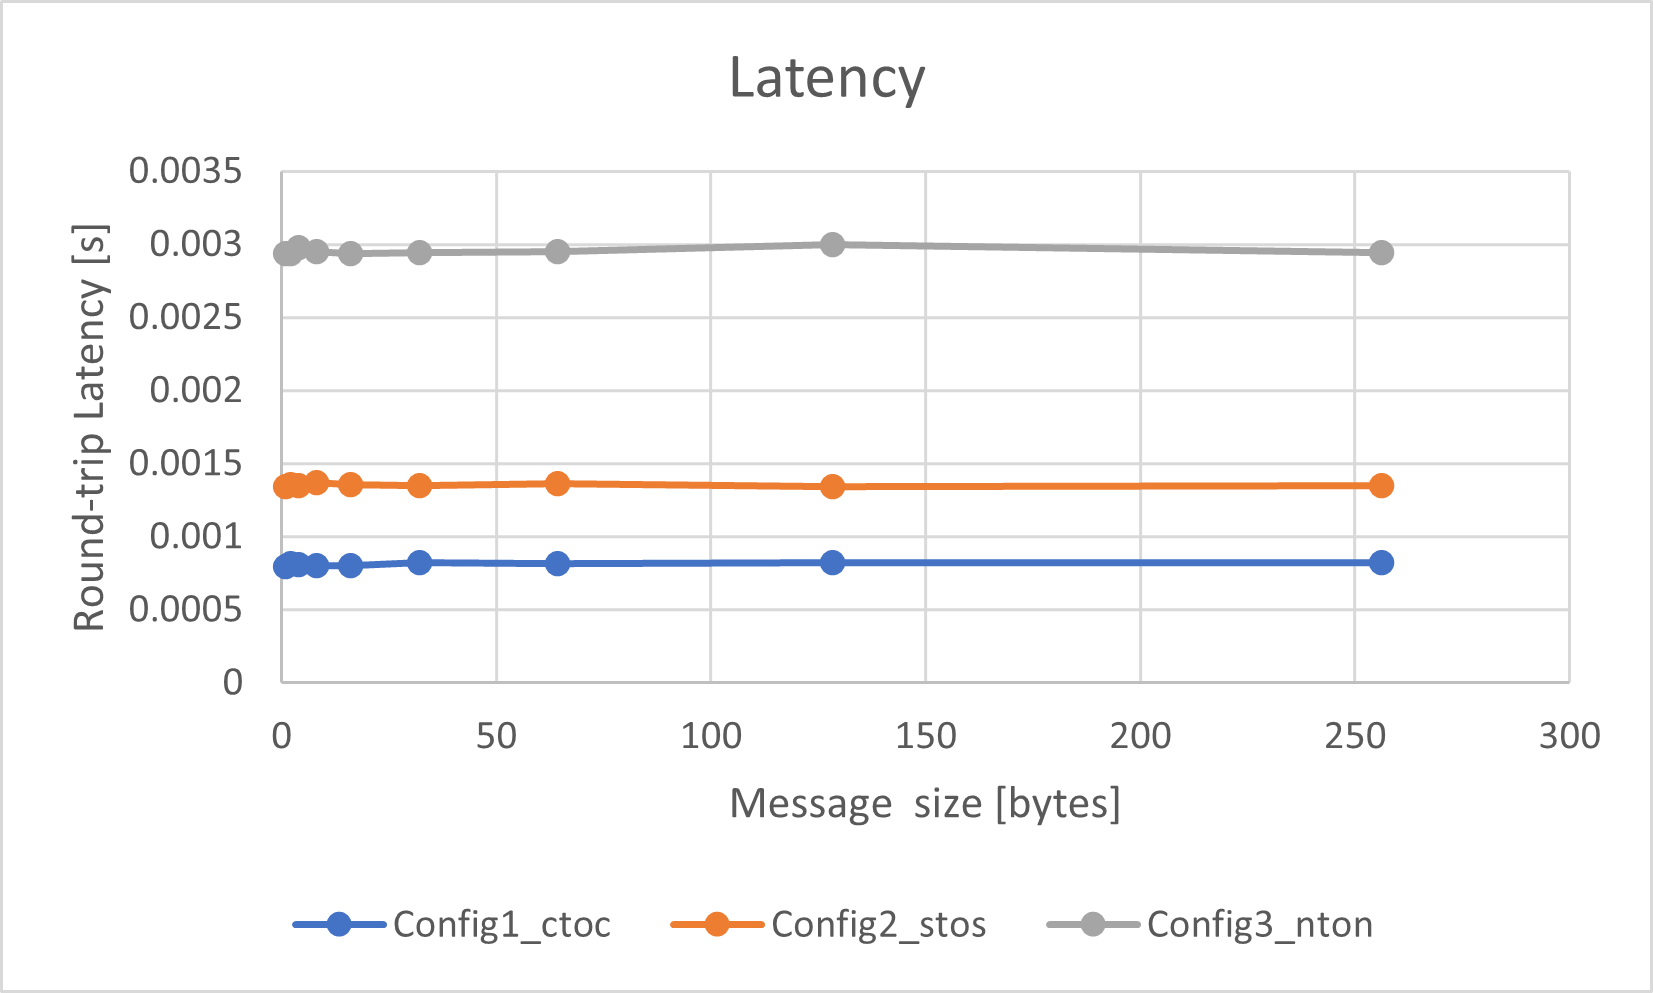 Latency
0.0035
0.003
0.0025
0.002
0.0015
0.001
0.0005
0
Round-trip Latency [s]
0 50 100 150 200 250 300
Message size [bytes]
Config1_ctoc Config2_stos Config3_nton